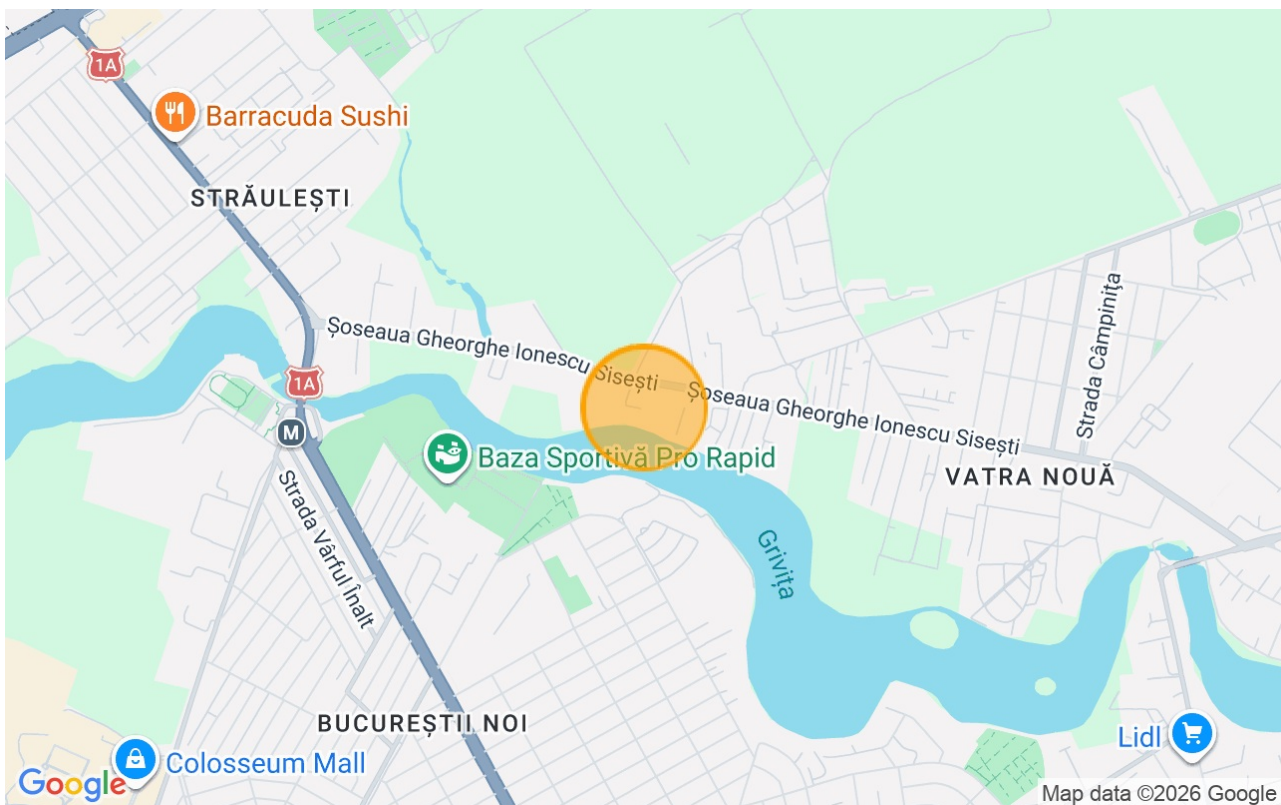 1A
Barracuda Sushi
STRĂULEȘTI
Șoseaua Gheorghe Ionescu Sisești
Șoseaua Gheorghe Ionescu Sisești
Strada Câmpinița
1A
M
Baza Sportivă Pro Rapid
VATRA NOUĂ
Strada Vârful Înalt
Grivița
BUCUREȘTII NOI
Lidl
Colosseum Mall
Google
Map data ©2026 Google